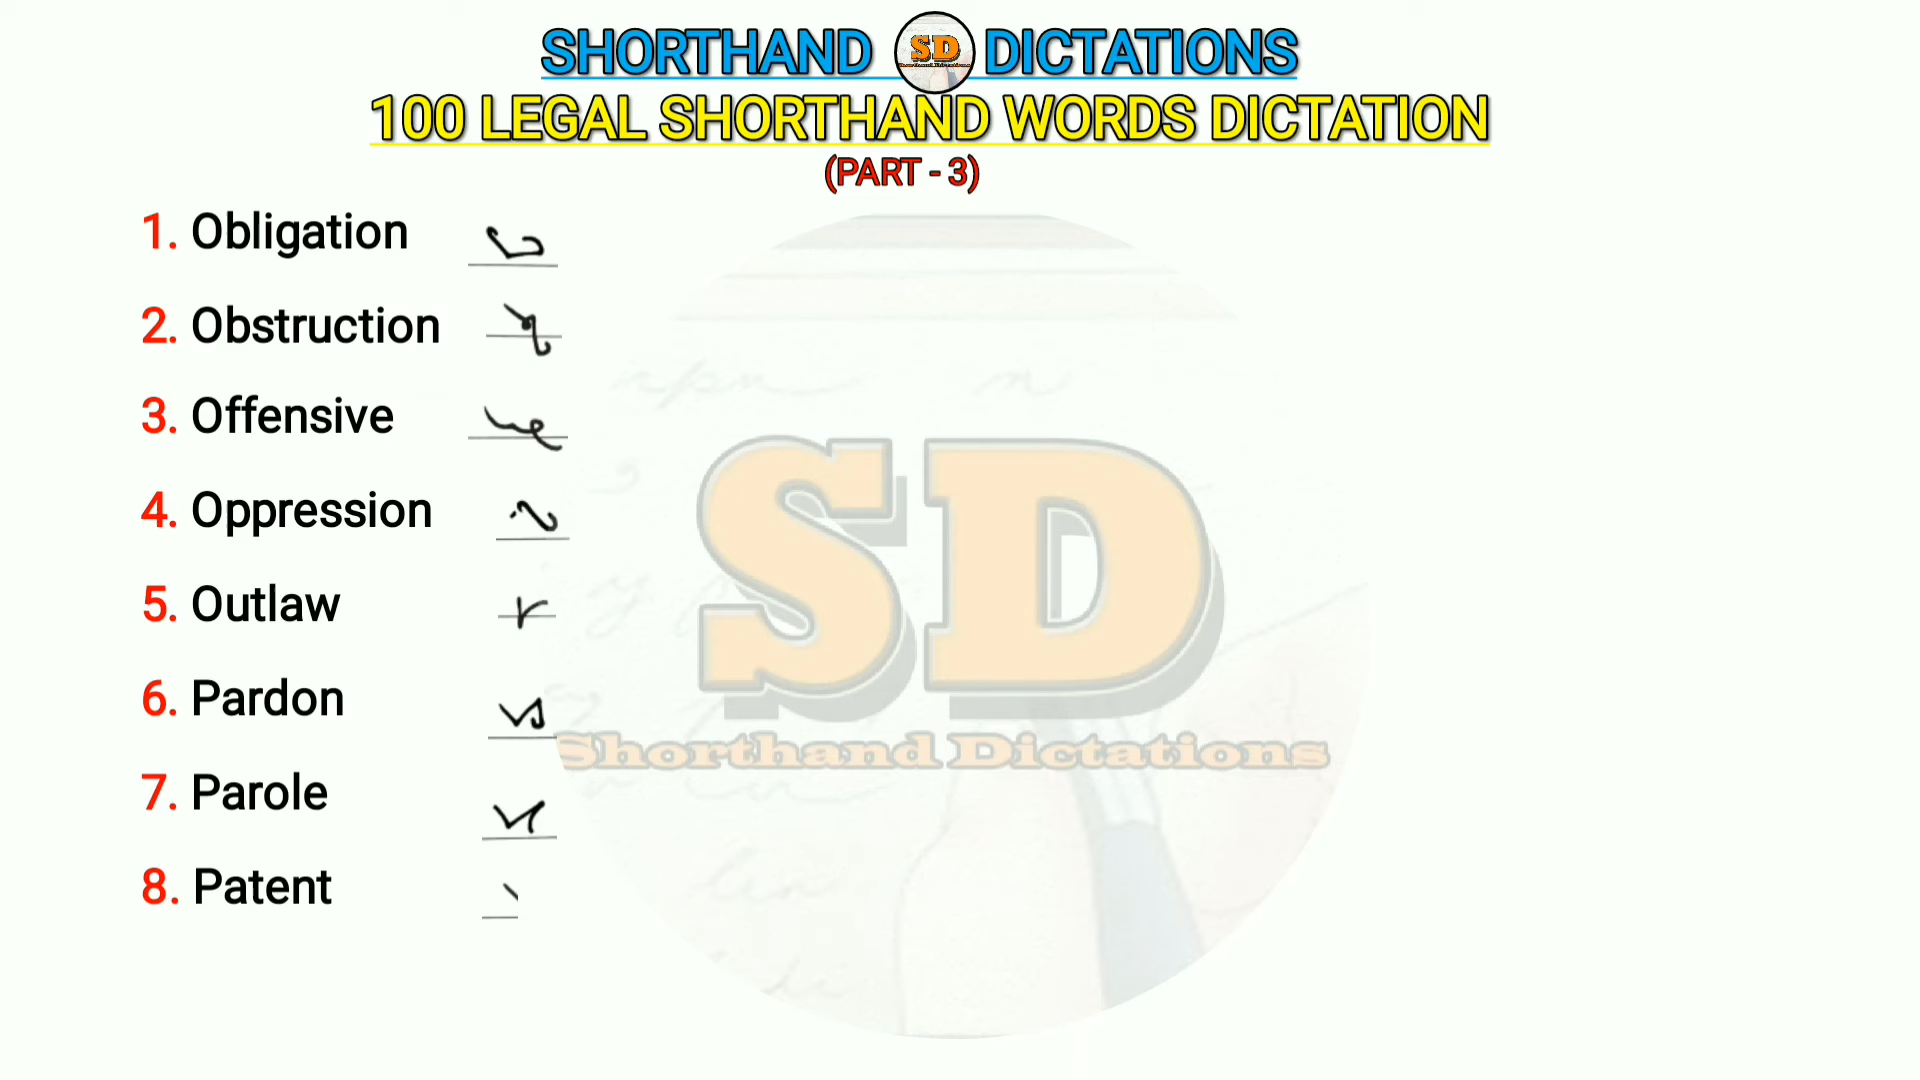 SHORTHAND SD DICTATIONS
100 LEGAL SHORTHAND WORDS DICTATION
(PART - 3)
1. Obligation
2. Obstruction
3. Offensive
4. Oppression
5. Outlaw
6. Pardon
7. Parole
8. Patent
SD
Shorthand Dictations